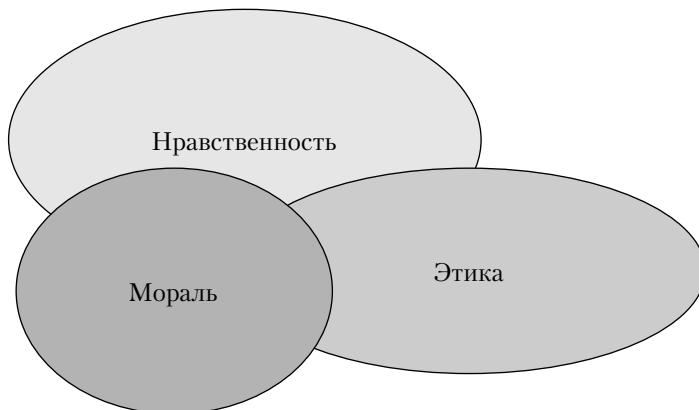 Нравственность
Этика
Мораль